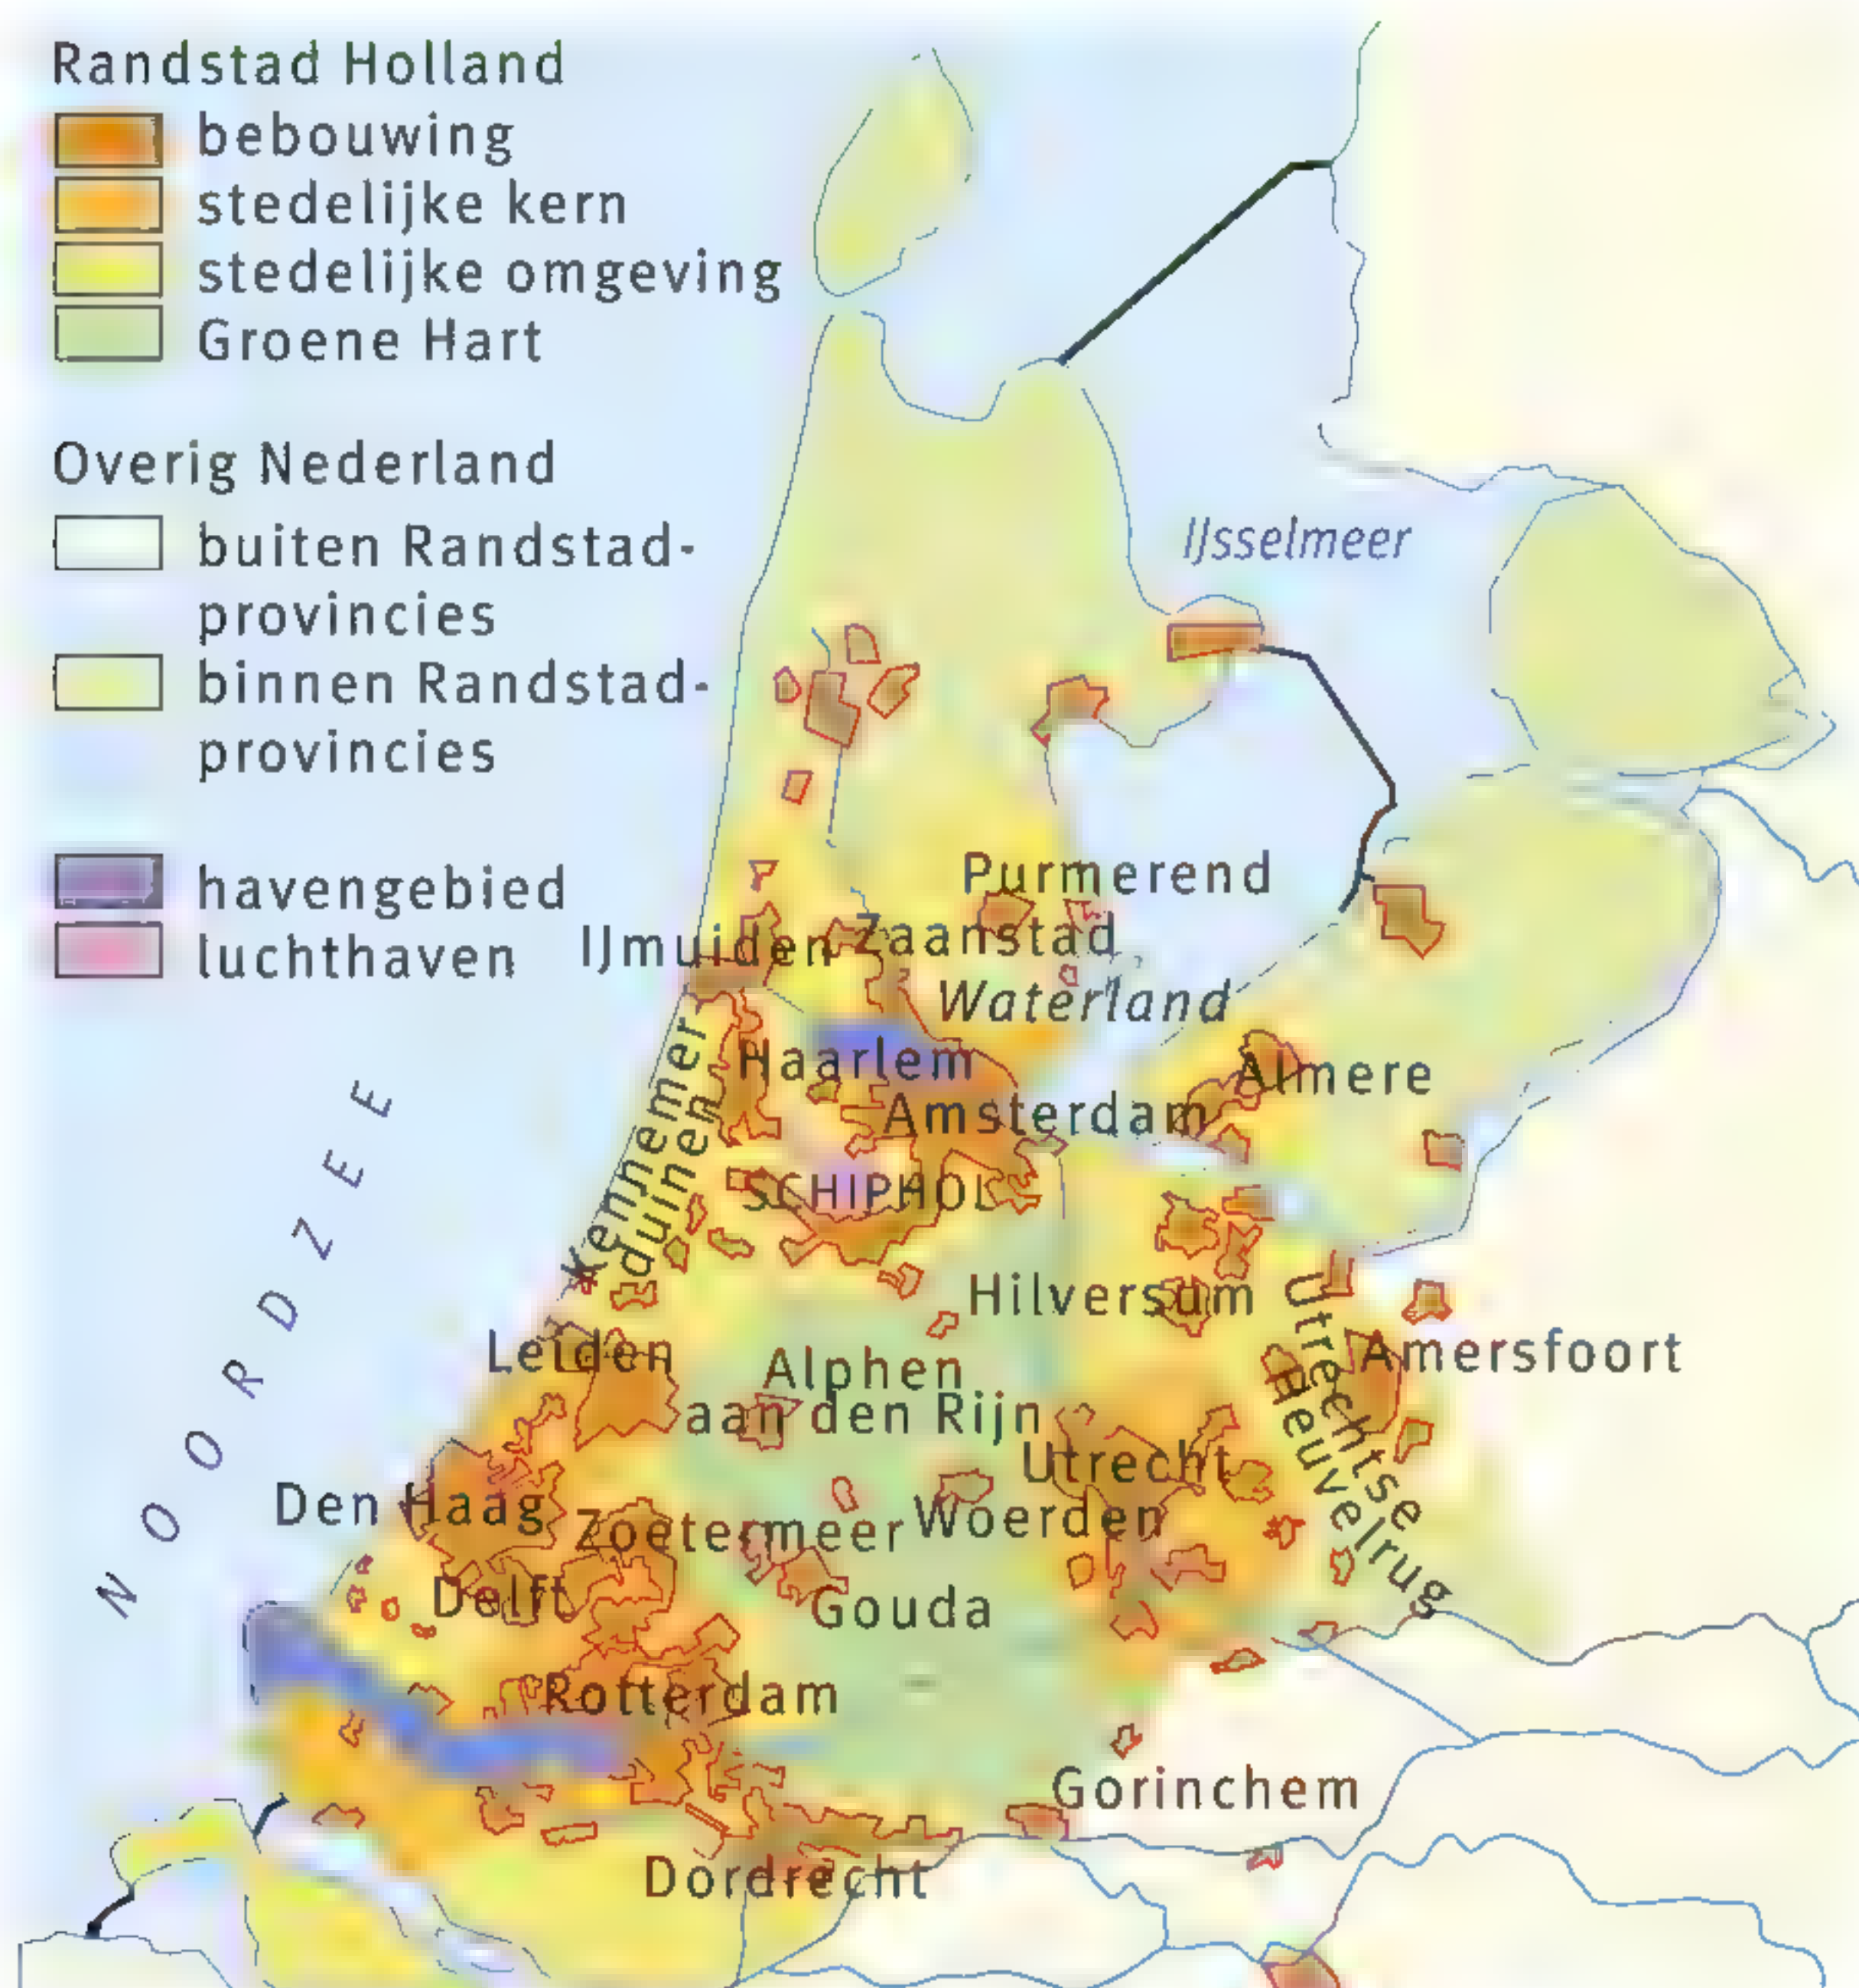 Randstad Holland
bebouwing
stedelijke kern
stedelijke omgeving
Groene Hart
Overig Nederland
buiten Randstad-
provincies
binnen Randstad-
provincies
havengebied
luchthaven
IJsselmeer
Purmerend
IJmuiden
Zaanstad
Waterland
Haarlem
Almere
Amsterdam
Kennemer
duinen
SCHIPHOL
NOORDZEE
Hilversum
Utrechtse
Heuvelrug
Leiden
Alphen
aan den Rijn
Amersfoort
Utrecht
Den Haag
Zoetermeer
Woerden
Delft
Gouda
Rotterdam
Gorinchem
Dordrecht